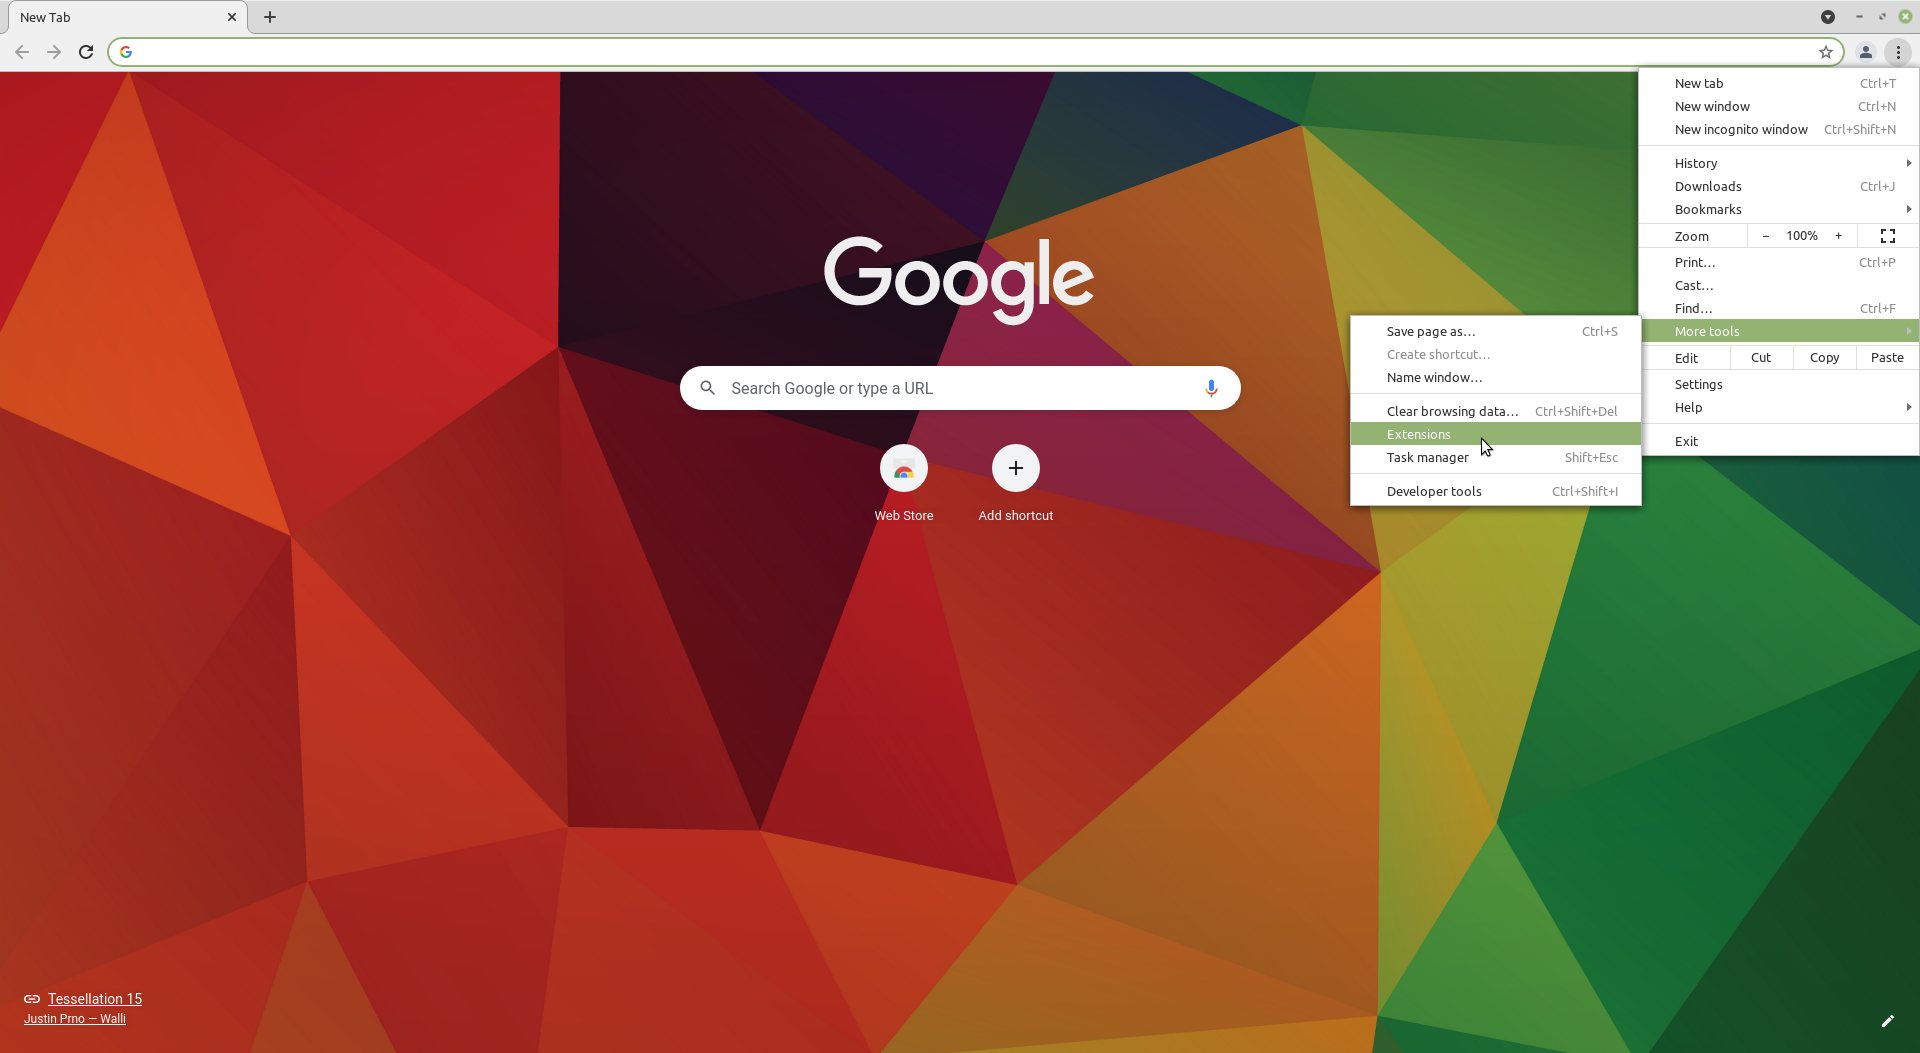 New Tab
New tab Ctrl+T
New window Ctrl+N
New incognito window Ctrl+Shift+N
History
Downloads Ctrl+J
Bookmarks
Zoom − 100% +
Print… Ctrl+P
Cast…
Find… Ctrl+F
More tools
Edit Cut Copy Paste
Settings
Help
Exit
Save page as… Ctrl+S
Create shortcut…
Name window…
Clear browsing data… Ctrl+Shift+Del
Extensions
Task manager Shift+Esc
Developer tools Ctrl+Shift+I
Google
Search Google or type a URL
Web Store Add shortcut
Tessellation 15
Justin Prno — Walli